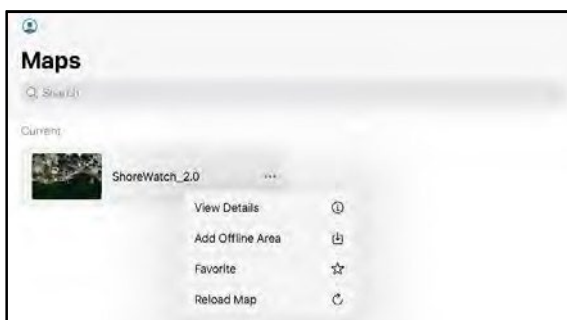 Maps
Search
Current
ShoreWatch_2.0 ...
View Details
Add Offline Area
Favorite
Reload Map